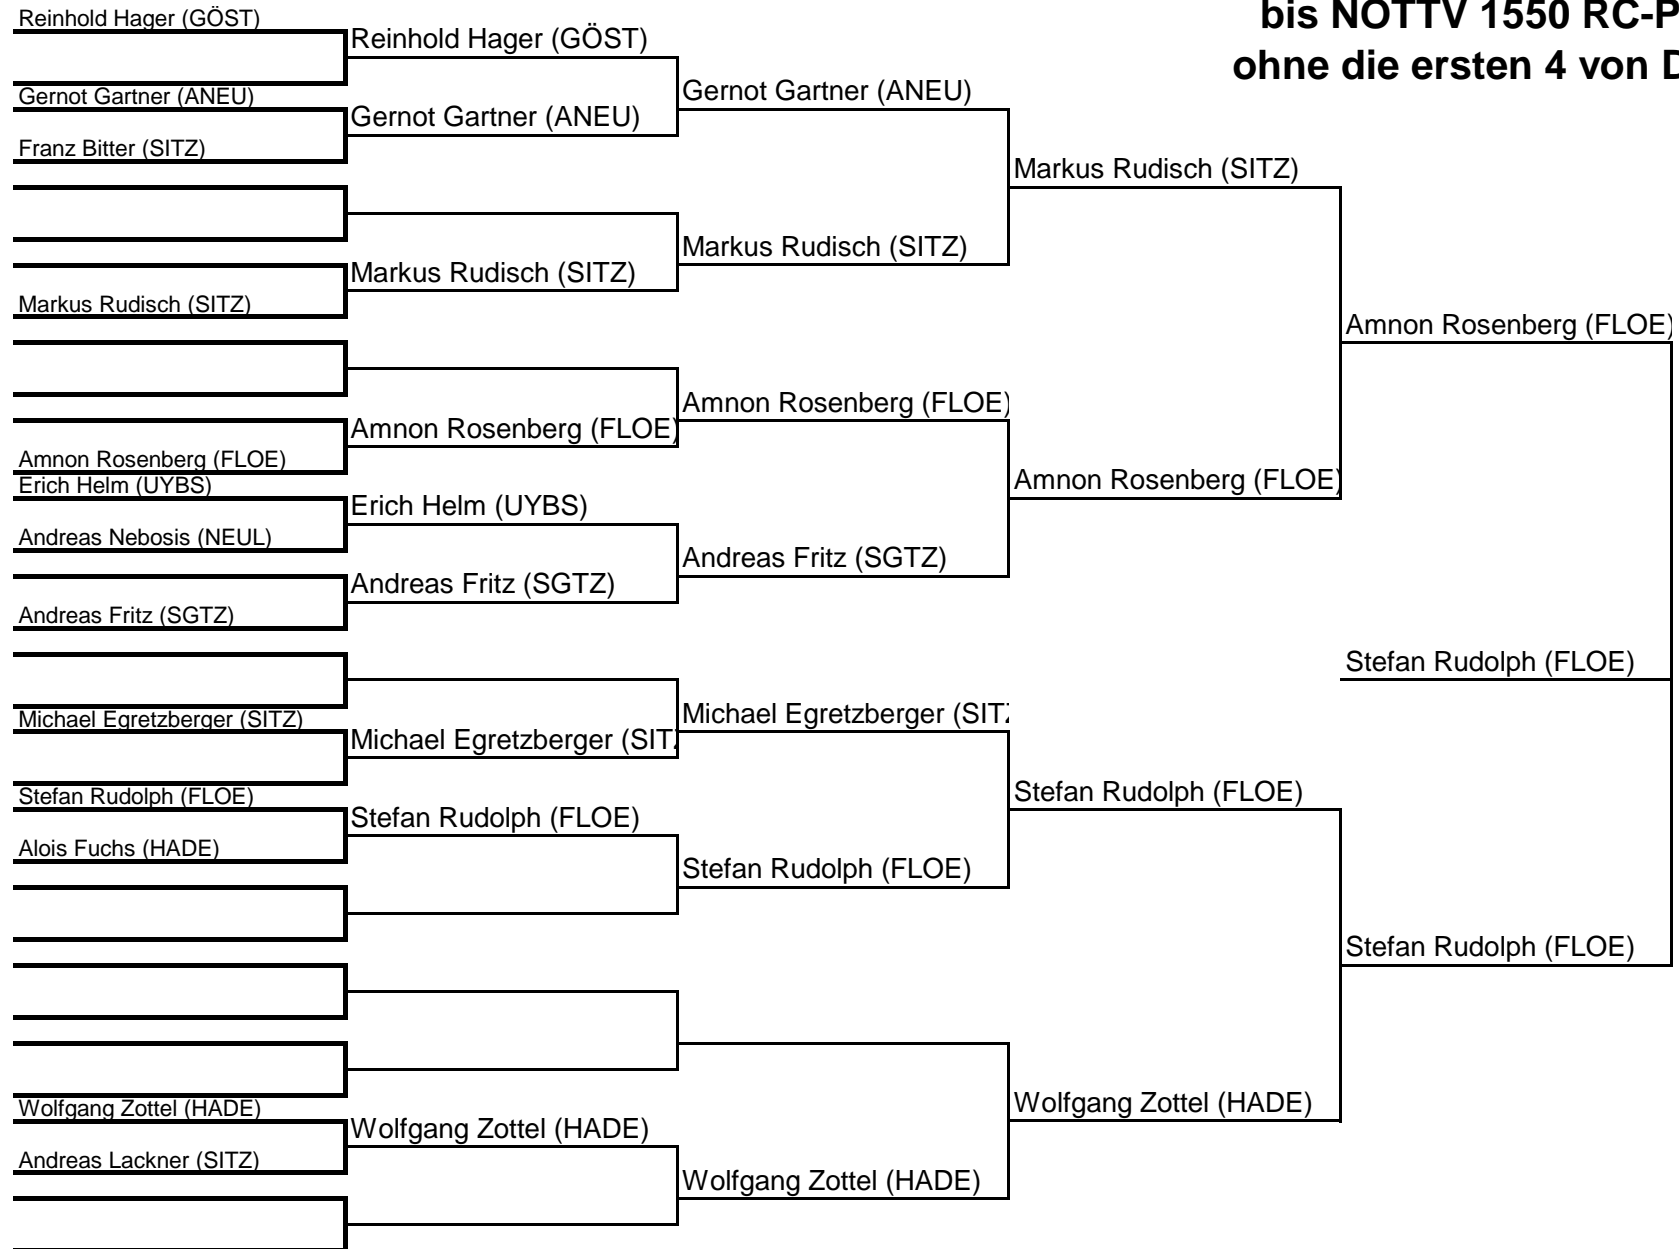 bis NÖTTV 1550 RC-P
ohne die ersten 4 von D
Reinhold Hager (GÖST)
Gernot Gartner (ANEU)
Franz Bitter (SITZ)
Markus Rudisch (SITZ)
Amnon Rosenberg (FLOE)
Erich Helm (UYBS)
Andreas Nebosis (NEUL)
Andreas Fritz (SGTZ)
Michael Egretzberger (SITZ)
Stefan Rudolph (FLOE)
Alois Fuchs (HADE)
Wolfgang Zottel (HADE)
Andreas Lackner (SITZ)
Reinhold Hager (GÖST)
Gernot Gartner (ANEU)
Markus Rudisch (SITZ)
Amnon Rosenberg (FLOE)
Erich Helm (UYBS)
Andreas Fritz (SGTZ)
Michael Egretzberger (SITZ
Stefan Rudolph (FLOE)
Wolfgang Zottel (HADE)
Gernot Gartner (ANEU)
Markus Rudisch (SITZ)
Amnon Rosenberg (FLOE)
Andreas Fritz (SGTZ)
Michael Egretzberger (SITZ
Stefan Rudolph (FLOE)
Wolfgang Zottel (HADE)
Markus Rudisch (SITZ)
Amnon Rosenberg (FLOE)
Stefan Rudolph (FLOE)
Wolfgang Zottel (HADE)
Amnon Rosenberg (FLOE)
Stefan Rudolph (FLOE)
Stefan Rudolph (FLOE)